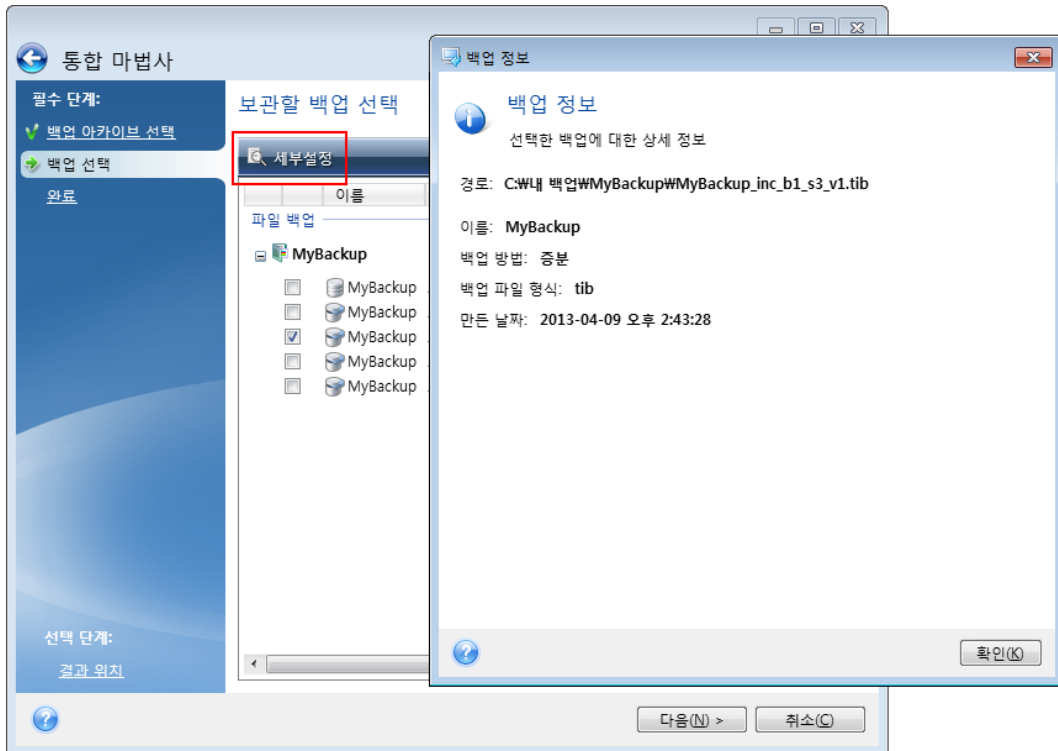 통합 마법사
필수 단계:
백업 아카이브 선택
백업 선택
완료
선택 단계:
결과 위치
보관할 백업 선택
세부설정
이름
파일 백업
MyBackup
MyBackup
MyBackup
MyBackup
MyBackup
MyBackup
다음(N) >
취소(C)
백업 정보
백업 정보
선택한 백업에 대한 상세 정보
경로: C:₩내 백업₩MyBackup₩MyBackup_inc_b1_s3_v1.tib
이름: MyBackup
백업 방법: 증분
백업 파일 형식: tib
만든 날짜: 2013-04-09 오후 2:43:28
확인(K)